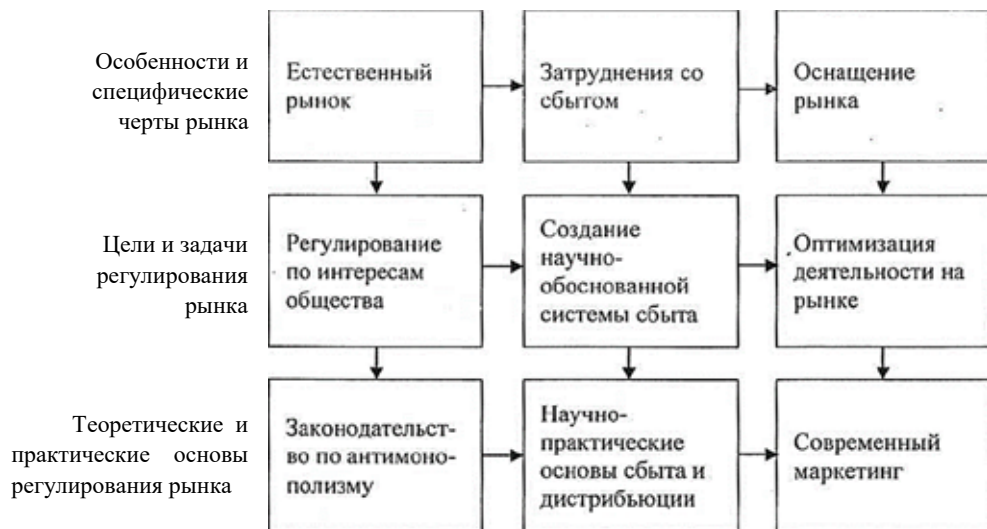 Особенности и
специфические
черты рынка
Естественный
рынок
Затруднения со
сбытом
Оснащение
рынка
Цели и задачи
регулирования
рынка
Регулирование
по интересам
общества
Создание
научно-
обоснованной
системы сбыта
Оптимизация
деятельности на
рынке
Теоретические и
практические основы
регулирования рынка
Законодательст-
во по антимоно-
полизму
Научно-
практические
основы сбыта и
дистрибьюции
Современный
маркетинг